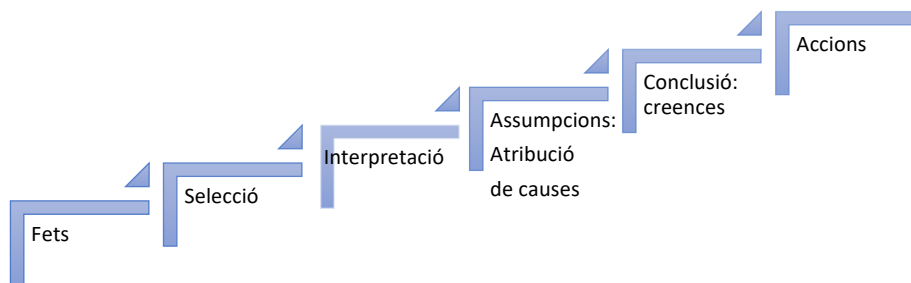 Fets
Selecció
Interpretació
Assumpcions:
Atribució
de causes
Conclusió:
creences
Accions